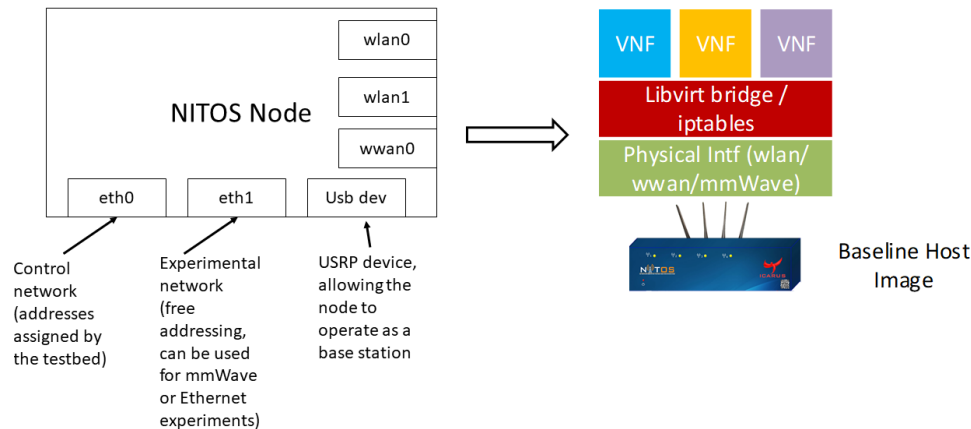 wlan0
wlan1
NITOS Node
wwan0
eth0
eth1
Usb dev
Control
network
(addresses
assigned by
the testbed)
Experimental
network
(free
addressing,
can be used
for mmWave
or Ethernet
experiments)
USRP device,
allowing the
node to
operate as a
base station
VNF
VNF
VNF
Libvirt bridge /
iptables
Physical Intf (wlan/
wwan/mmWave)
NITOS
ICARUS
Baseline Host
Image